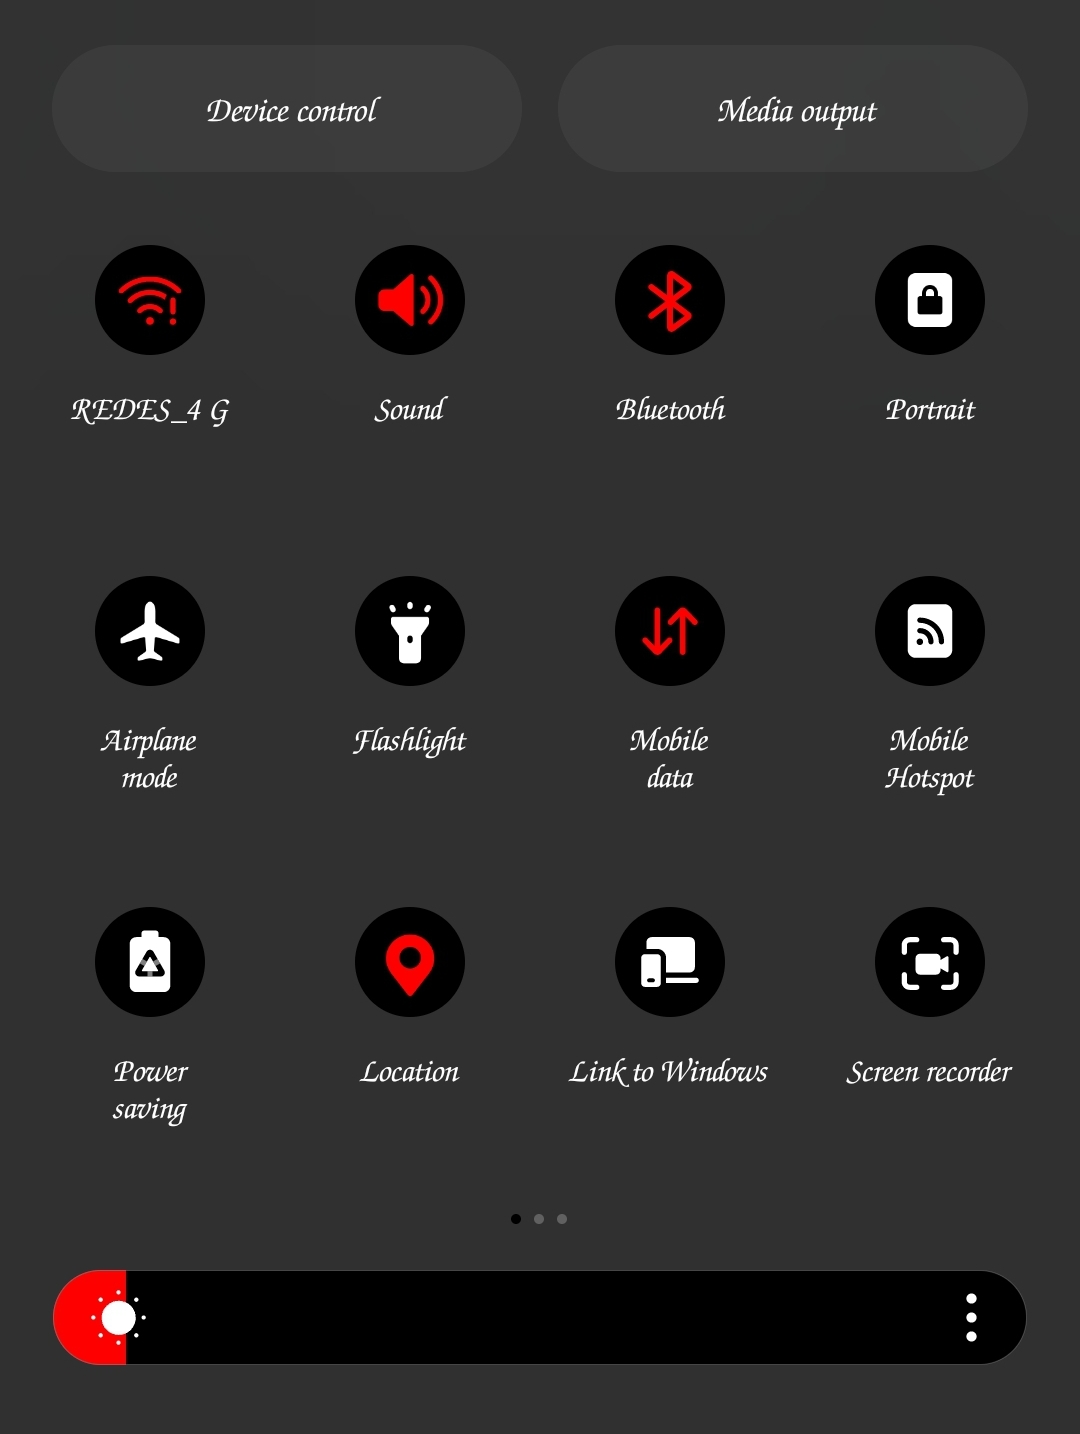 Device control
Media output
REDES_4 G
Sound
Bluetooth
Portrait
Airplane
mode
Flashlight
Mobile
data
Mobile
Hotspot
Power
saving
Location
Link to Windows
Screen recorder